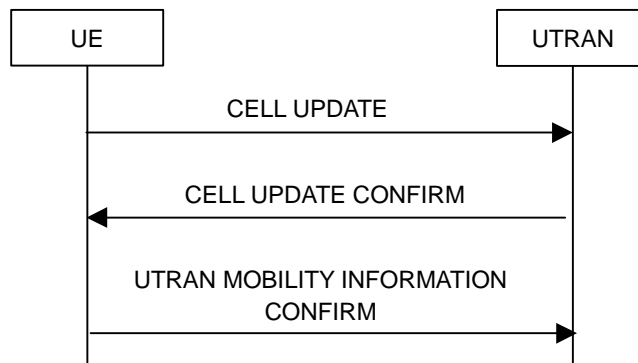 UE
UTRAN
CELL UPDATE
CELL UPDATE CONFIRM
UTRAN MOBILITY INFORMATION
CONFIRM